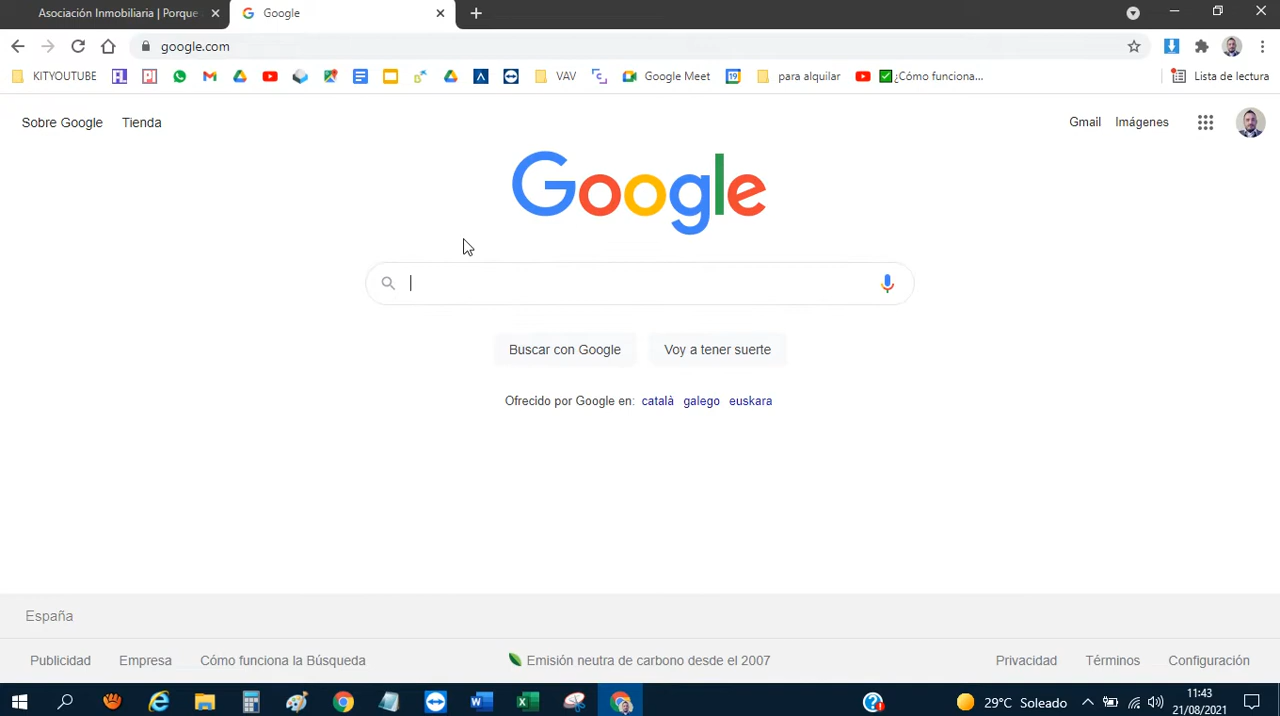 Asociación Inmobiliaria | Porque
Google
google.com
KITYOUTUBE
VAV
Google Meet
19
para alquilar
¿Cómo funciona...
Lista de lectura
Sobre Google
Tienda
Gmail
Imágenes
Google
Buscar con Google
Voy a tener suerte
Ofrecido por Google en: català galego euskara
España
Publicidad
Empresa
Cómo funciona la Búsqueda
Emisión neutra de carbono desde el 2007
Privacidad
Términos
Configuración
29°C Soleado
11:43
21/08/2021